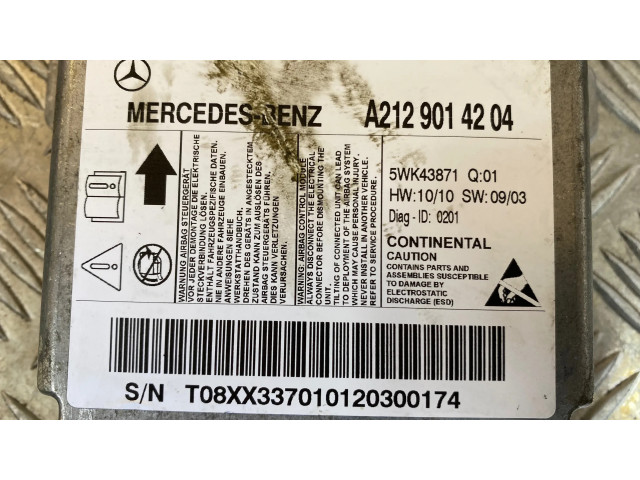 MERCEDES-BENZ
A212 901 42 04
WARNUNG AIRBAG STEUERGERÄT
VOR JEDER DEMONTAGE DIE ELEKTRISCHE
STECKVERBINDUNG LÖSEN.
ENTHÄLT FAHRZEUGSPEZIFISCHE DATEN.
NIE IN ANDERE FAHRZEUGE EINBAUEN.
ANWEISUNGEN SIEHE
WERKSTATTHANDBUCH.
DREHEN DES GERÄTS IN ANGESTECKTEM
ZUSTAND KANN ZUM AUSLÖSEN DES
AIRBAG STEUERGERÄTES FÜHREN.
DIES KANN VERLETZUNGEN
VERURSACHEN.
WARNING: AIRBAG CONTROL MODULE
ALWAYS DISCONNECT THE ELECTRICAL
CONNECTOR BEFORE DISMOUNTING THE
TILTING OF CONNECTED UNIT CAN LEAD
TO DEPLOYMENT OF THE AIRBAG SYSTEM
WHICH MAY CAUSE PERSONAL INJURY.
NEVER INSTALL IN ANOTHER VEHICLE.
REFER TO SERVICE PROCEDURE
5WK43871 Q:01
HW:10/10 SW:09/03
Diag-ID: 0201
CONTINENTAL
CAUTION
CONTAINS PARTS AND
ASSEMBLIES SUSCEPTIBLE
TO DAMAGE BY
ELECTROSTATIC
DISCHARGE (ESD)
S/N T08XX337010120300174